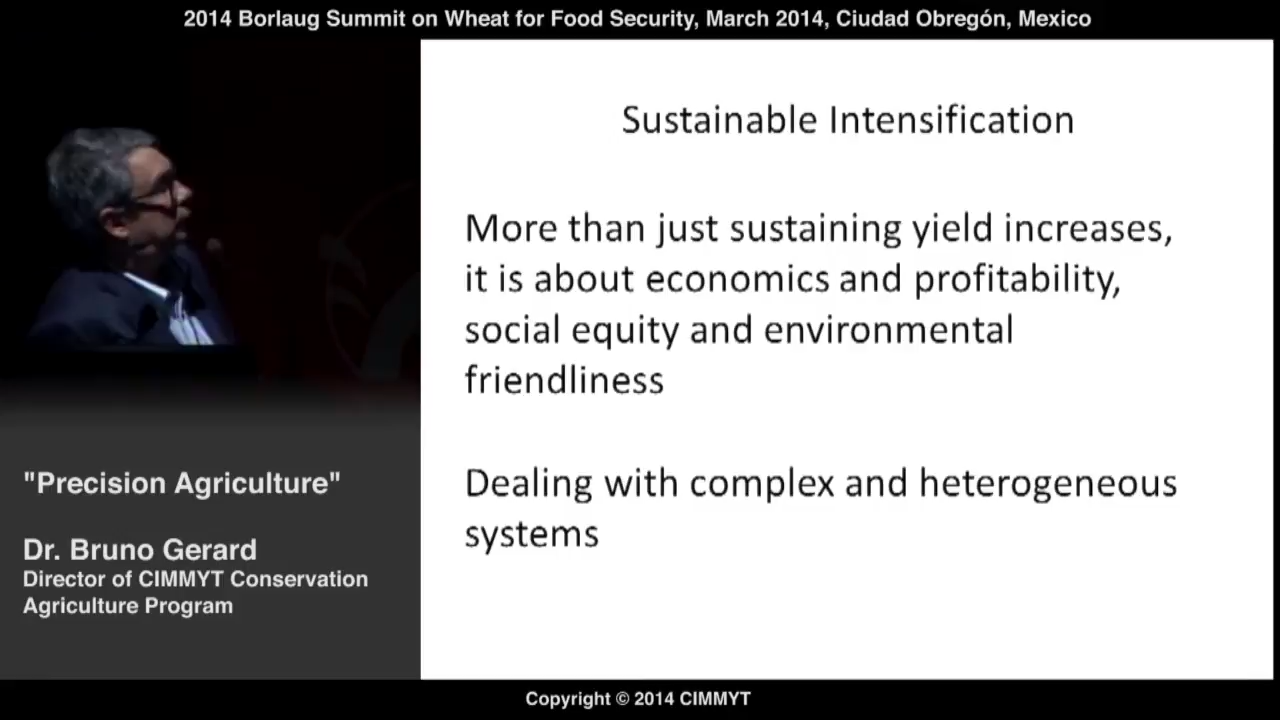 2014 Borlaug Summit on Wheat for Food Security, March 2014, Ciudad Obregón, Mexico
Sustainable Intensification
More than just sustaining yield increases,
it is about economics and profitability,
social equity and environmental
friendliness
Dealing with complex and heterogeneous
systems
"Precision Agriculture"
Dr. Bruno Gerard
Director of CIMMYT Conservation
Agriculture Program
Copyright © 2014 CIMMYT